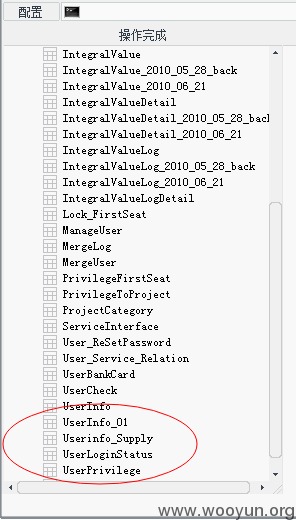 配置
操作完成
IntegralValue
IntegralValue_2010_05_28_back
IntegralValue_2010_06_21
IntegralValueDetail
IntegralValueDetail_2010_05_28_back
IntegralValueDetail_2010_06_21
IntegralValueLog
IntegralValueLog_2010_05_28_back
IntegralValueLog_2010_06_21
IntegralValueLogDetail
Lock_FirstSeat
ManageUser
MergeLog
MergeUser
PrivilegeFirstSeat
PrivilegeToProject
ProjectCategory
ServiceInterface
User_ReSetPassword
User_Service_Relation
UserBankCard
UserCheck
UserInfo
UserInfo_01
Userinfo_Supply
UserLoginStatus
UserPrivilege
www.wooyun.org